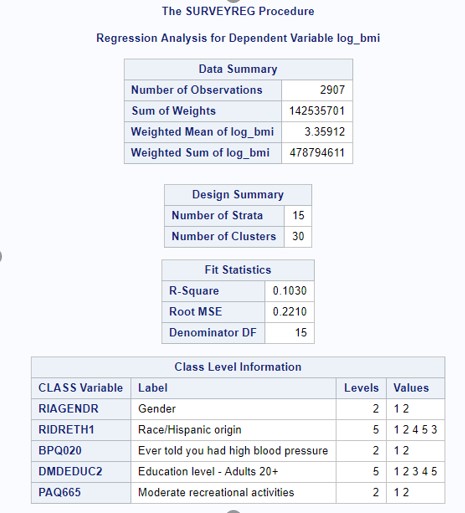 The SURVEYREG Procedure
Regression Analysis for Dependent Variable log_bmi
Data Summary
Number of Observations 2907
Sum of Weights 142535701
Weighted Mean of log_bmi 3.35912
Weighted Sum of log_bmi 478794611
Design Summary
Number of Strata 15
Number of Clusters 30
Fit Statistics
R-Square 0.1030
Root MSE 0.2210
Denominator DF 15
Class Level Information
CLASS Variable Label Levels Values
RIAGENDR Gender 2 1 2
RIDRETH1 Race/Hispanic origin 5 1 2 4 5 3
BPQ020 Ever told you had high blood pressure 2 1 2
DMDEDUC2 Education level - Adults 20+ 5 1 2 3 4 5
PAQ665 Moderate recreational activities 2 1 2